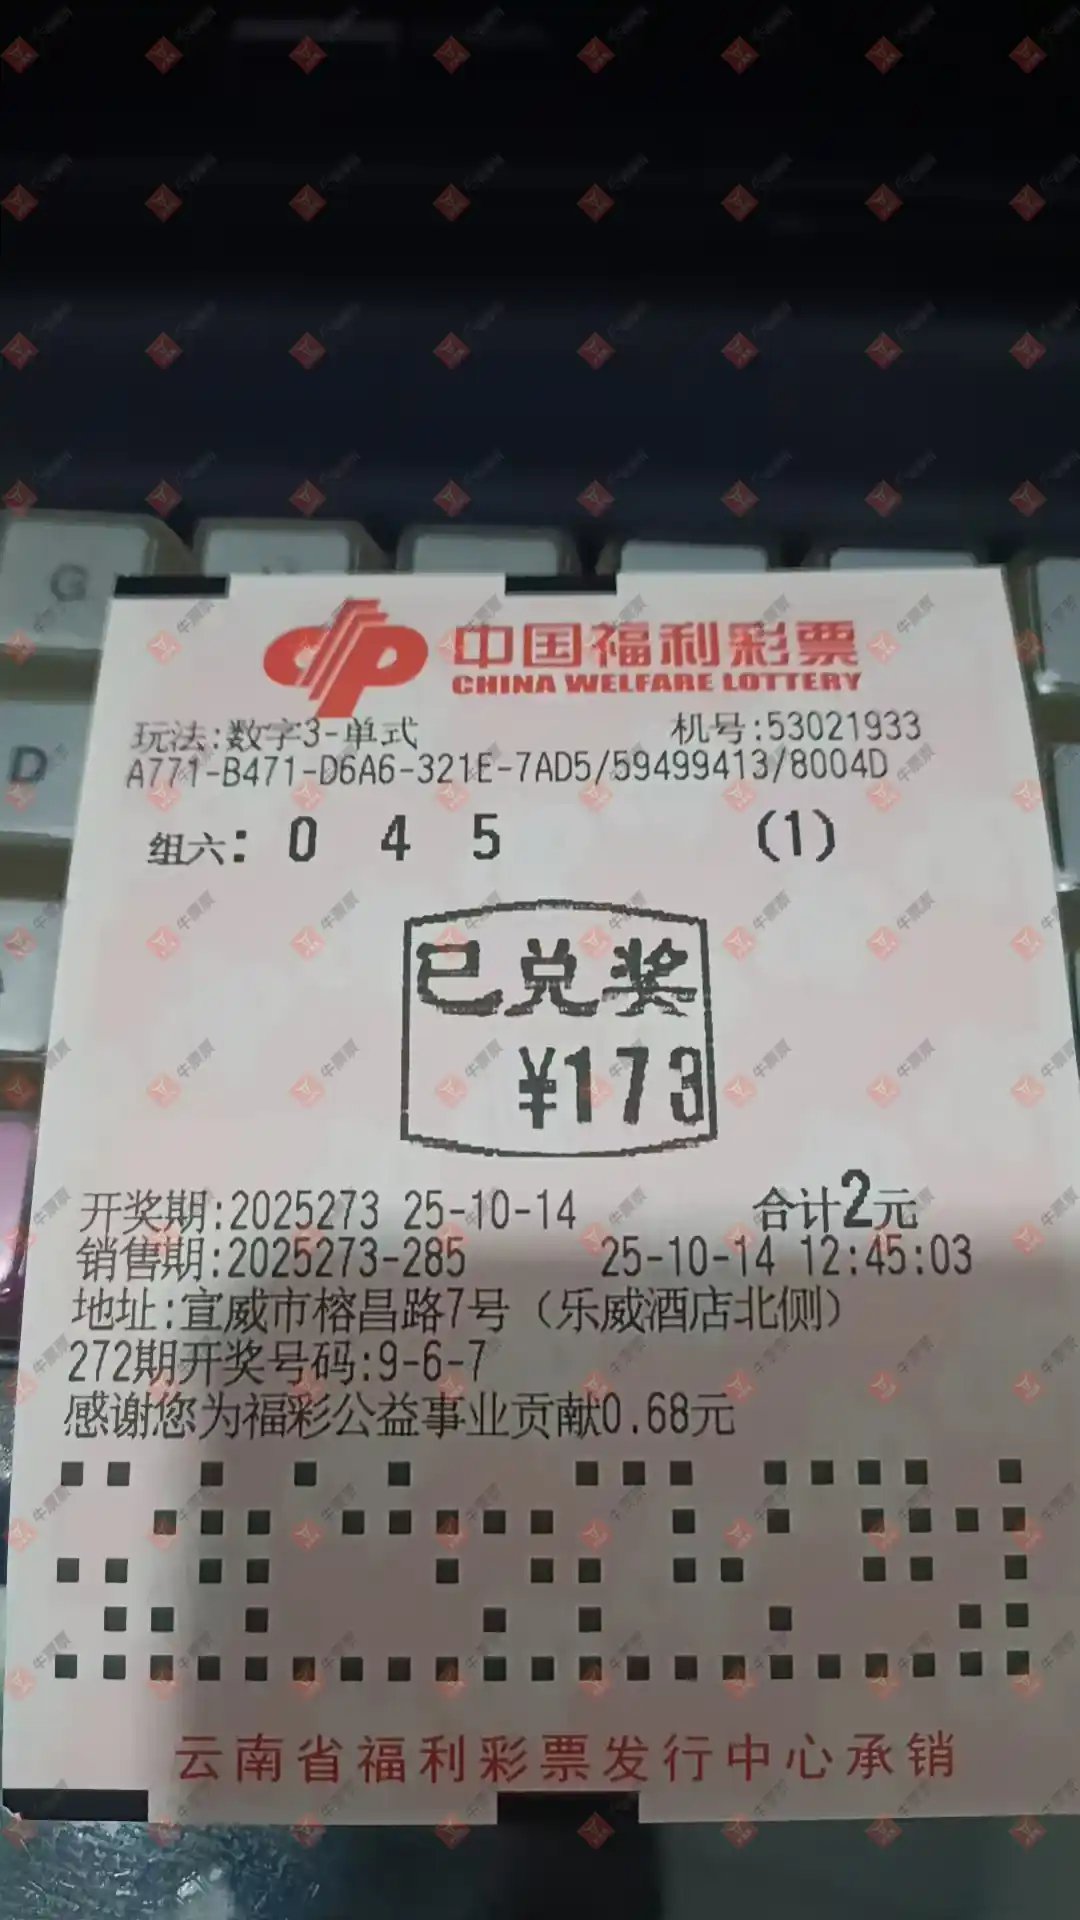 中国福利彩票
CHINA WELFARE LOTTERY
玩法:数字3-单式 机号:53021933
A771-B471-D6A6-321E-7AD5/59499413/8004D
组六: 0 4 5 (1)
已兑奖
¥173
开奖期:2025273 25-10-14 合计2元
销售期:2025273-285 25-10-14 12:45:03
地址:宣威市榕昌路7号（乐威酒店北侧）
272期开奖号码:9-6-7
感谢您为福彩公益事业贡献0.68元
云南省福利彩票发行中心承销
G
D
牛票票